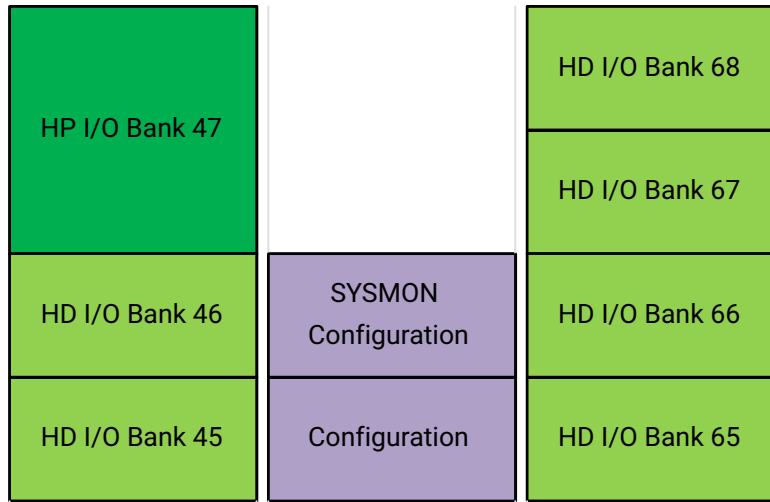 HP I/O Bank 47
HD I/O Bank 46
HD I/O Bank 45
SYSMON
Configuration
Configuration
HD I/O Bank 68
HD I/O Bank 67
HD I/O Bank 66
HD I/O Bank 65